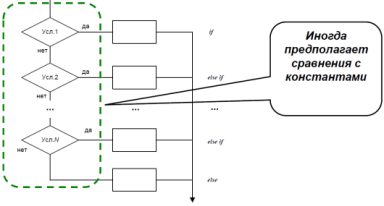 Усл.1
да
if
нет
Усл.2
да
else if
нет
...
...
...
Усл.N
да
else if
нет
else
Иногда
предполагает
сравнения с
константами